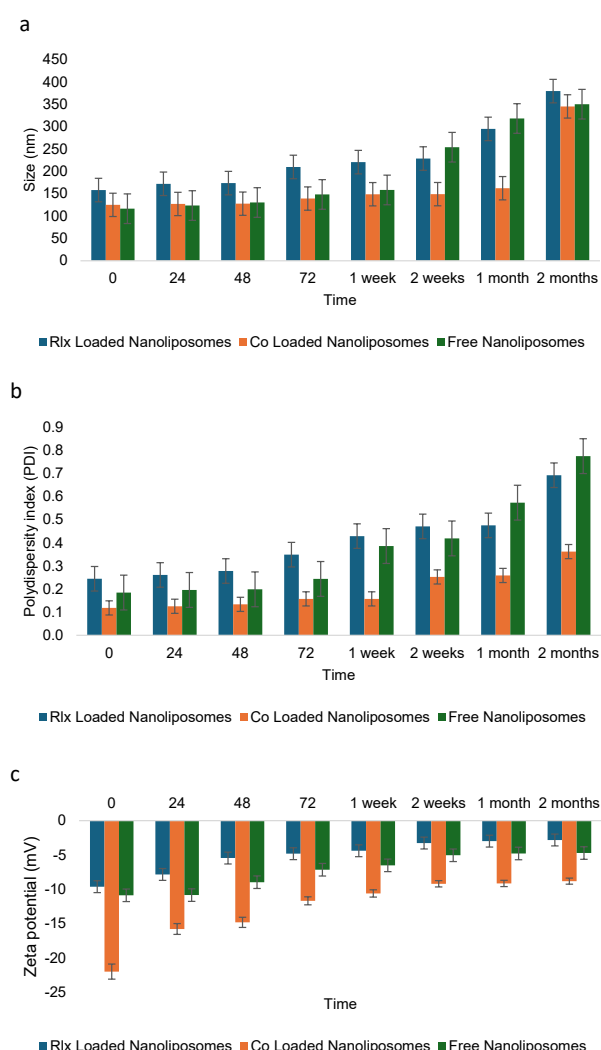 a
450
400
350
300
250
200
150
100
50
0
Size (nm)
0 24 48 72 1 week 2 weeks 1 month 2 months
Time
Rlx Loaded Nanoliposomes Co Loaded Nanoliposomes Free Nanoliposomes
b
0.9
0.8
0.7
0.6
0.5
0.4
0.3
0.2
0.1
0.0
Polydispersity index (PDI)
0 24 48 72 1 week 2 weeks 1 month 2 months
Time
Rlx Loaded Nanoliposomes Co Loaded Nanoliposomes Free Nanoliposomes
c
0 24 48 72 1 week 2 weeks 1 month 2 months
0
-5
-10
-15
-20
-25
Zeta potential (mV)
Time
Rlx Loaded Nanoliposomes Co Loaded Nanoliposomes Free Nanoliposomes